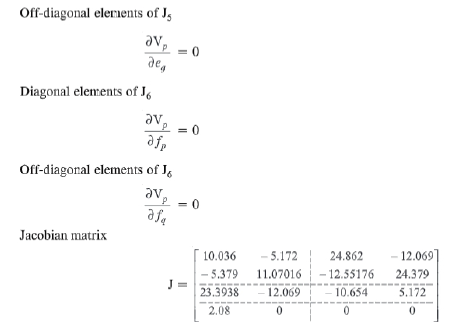 Off-diagonal elements of J₅
∂Vₚ/∂e_q = 0
Diagonal elements of J₆
∂Vₚ/∂fₚ = 0
Off-diagonal elements of J₆
∂Vₚ/∂f_q = 0
Jacobian matrix
10.036 -5.172 24.862 -12.069
-5.379 11.07016 -12.55176 24.379
J =
23.3938 -12.069 -10.654 5.172
2.08 0 0 0